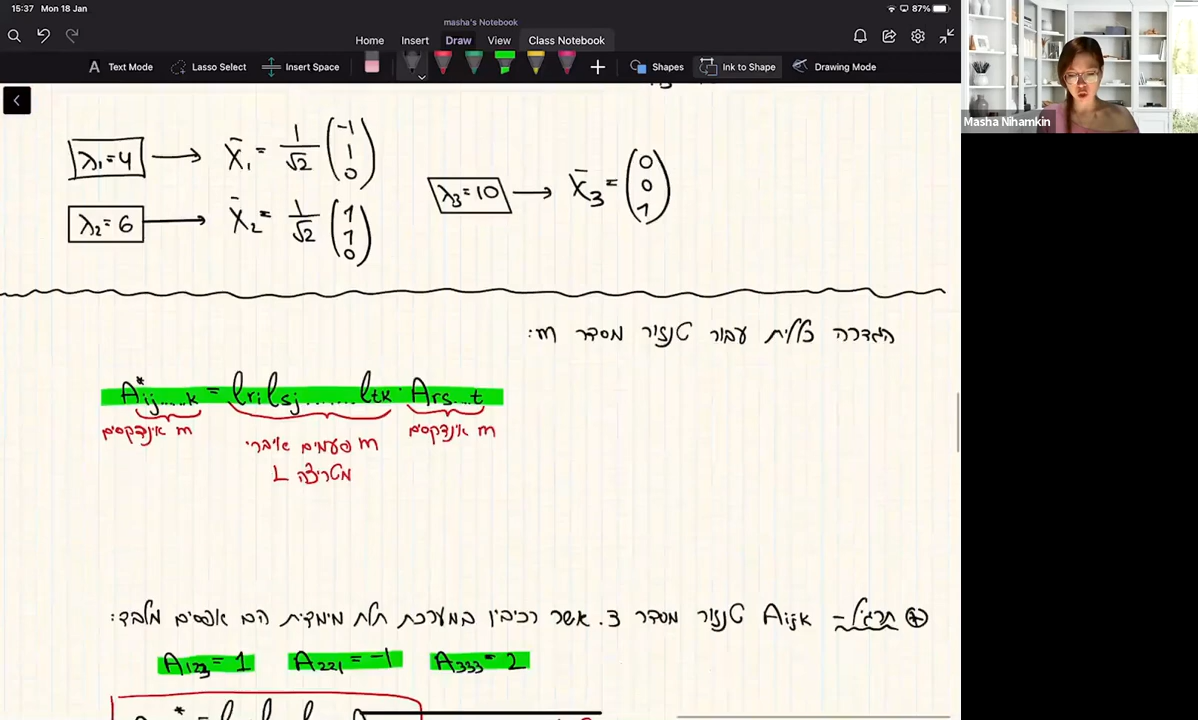 15:37 Mon 18 Jan
87%
masha's Notebook
Home Insert Draw View Class Notebook
Text Mode Lasso Select Insert Space Shapes Ink to Shape Drawing Mode
Masha Nihamkin
λ₁=4 → X̄₁ = 1/√2 (-1 1 0)
λ₂=6 → X̄₂ = 1/√2 (1 1 0)
λ₃=10 → X̄₃ = (0 0 1)
הגדרה כללית עבור טנזור מסדר m:
A*ij.....k = lri lsj ........ ltk · Ars...t
m אינדקסים
m פעמים איברי
מטריצה L
m אינדקסים
תרגיל - Aijk טנזור מסדר 3. אשר רכיביו במערכת תלת מימדית הם אפסים מלבד:
A₁₂₃ = 1 A₂₂₁ = -1 A₃₃₃ = 2